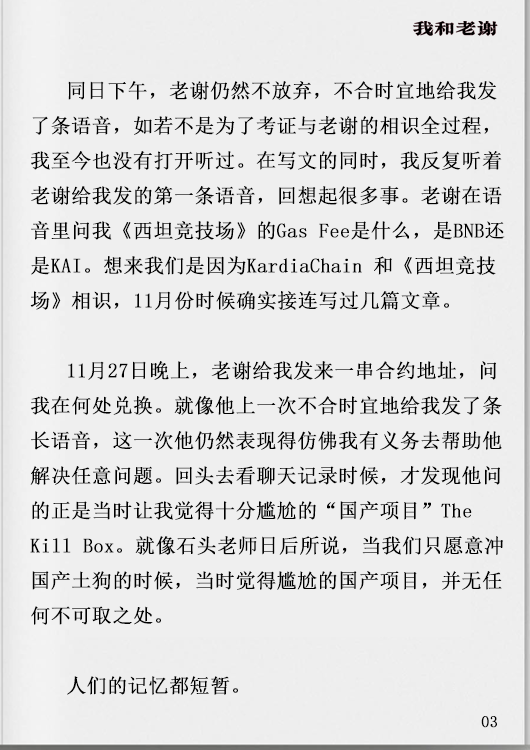 我和老谢
同日下午，老谢仍然不放弃，不合时宜地给我发
了条语音，如若不是为了考证与老谢的相识全过程，
我至今也没有打开听过。在写文的同时，我反复听着
老谢给我发的第一条语音，回想起很多事。老谢在语
音里问我《西坦竞技场》的Gas Fee是什么，是BNB还
是KAI。想来我们是因为KardiaChain 和《西坦竞技
场》相识，11月份时候确实接连写过几篇文章。
11月27日晚上，老谢给我发来一串合约地址，问
我在何处兑换。就像他上一次不合时宜地给我发了条
长语音，这一次他仍然表现得仿佛我有义务去帮助他
解决任意问题。回头去看聊天记录时候，才发现他问
的正是当时让我觉得十分尴尬的“国产项目”The
Kill Box。就像石头老师日后所说，当我们只愿意冲
国产土狗的时候，当时觉得尴尬的国产项目，并无任
何不可取之处。
人们的记忆都短暂。
03